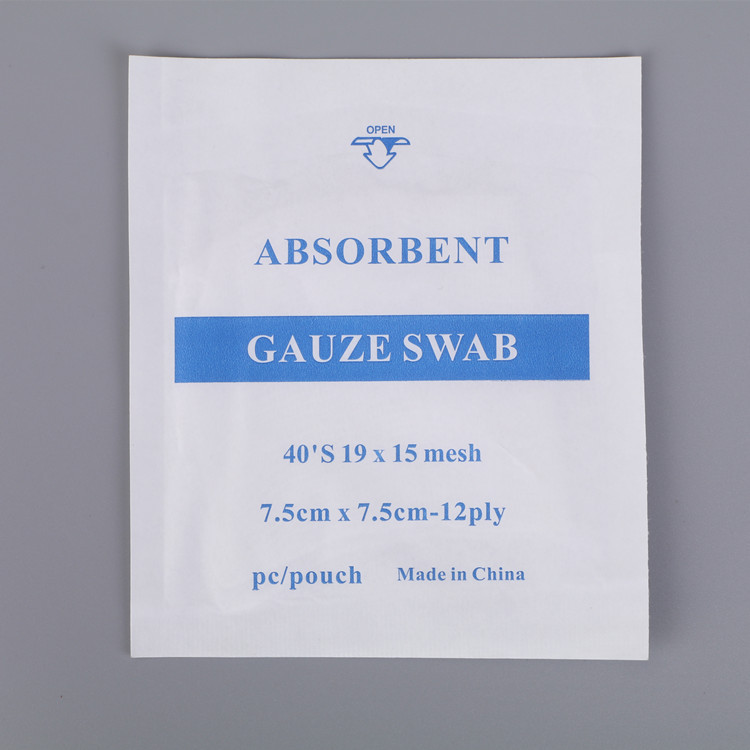 OPEN
ABSORBENT
GAUZE SWAB
40'S 19 x 15 mesh
7.5cm x 7.5cm-12ply
pc/pouch Made in China